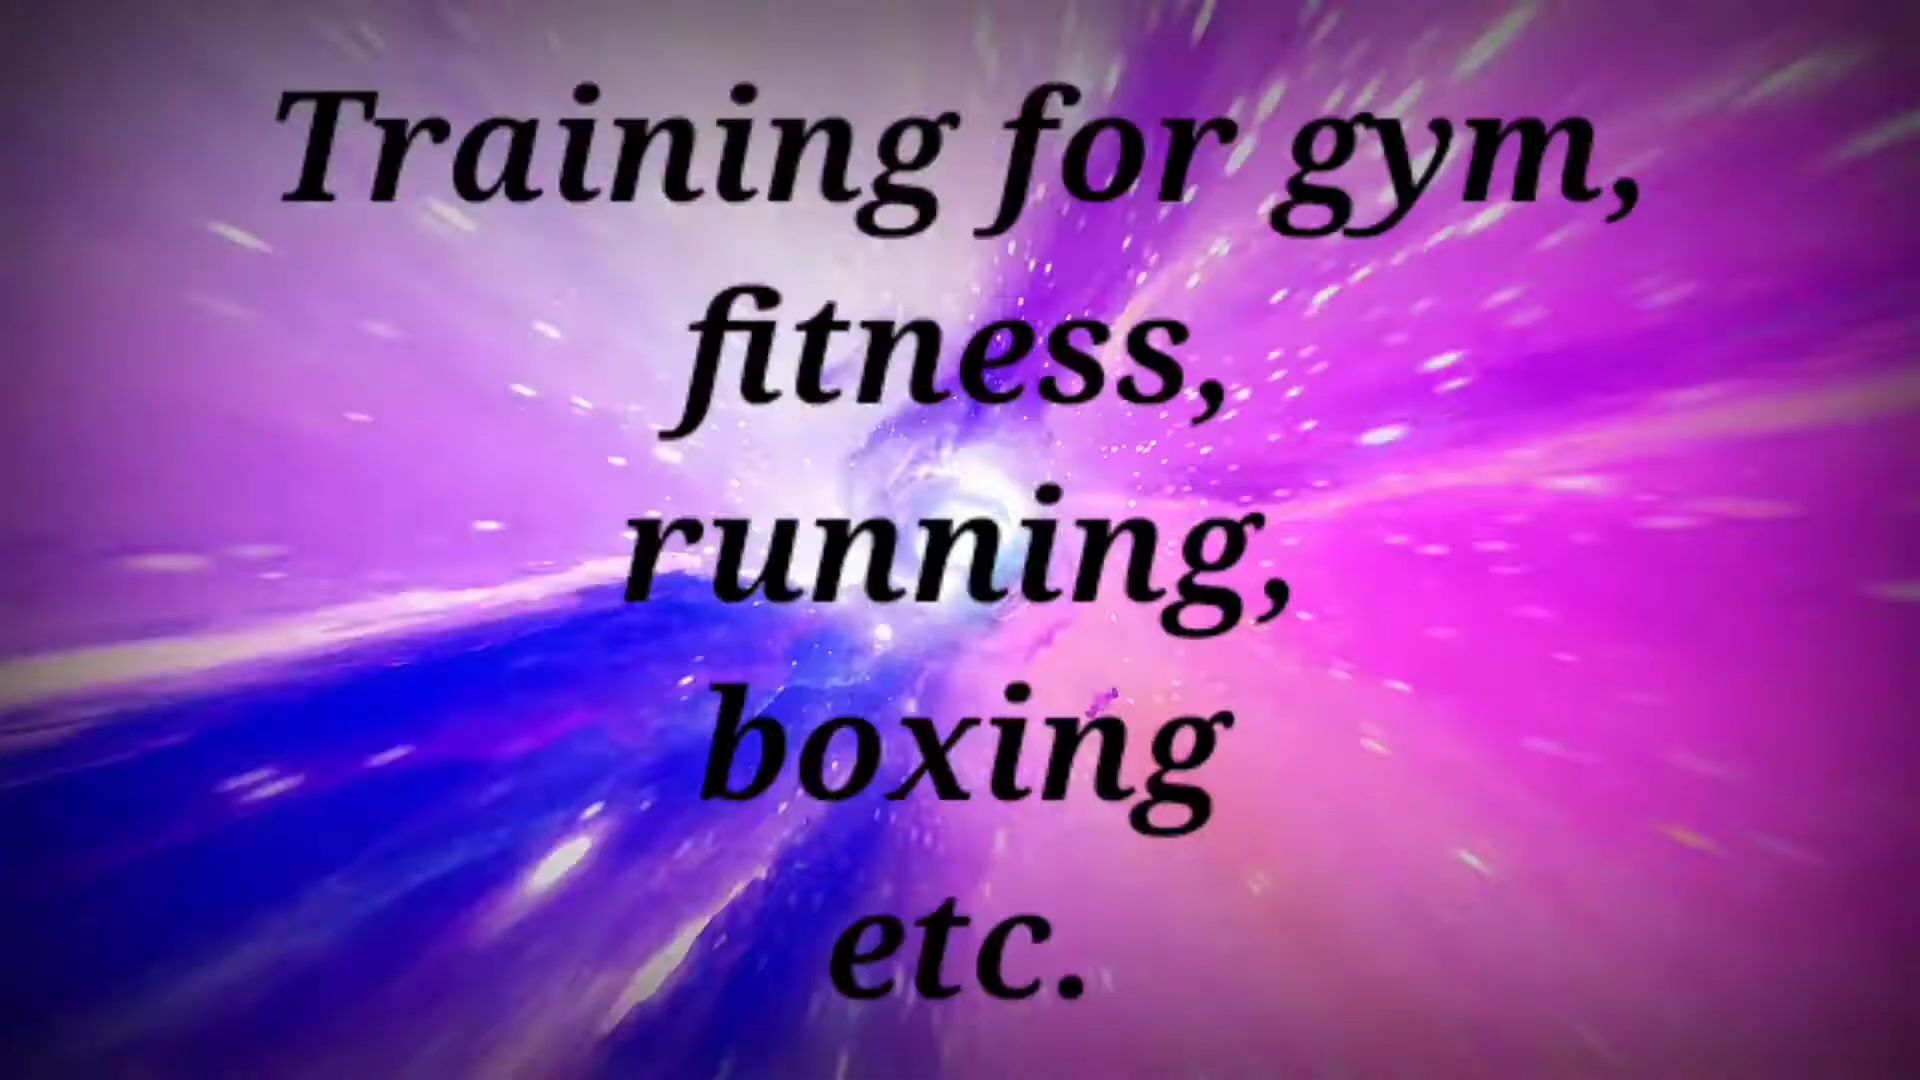 Training for gym,
fitness,
running,
boxing
etc.